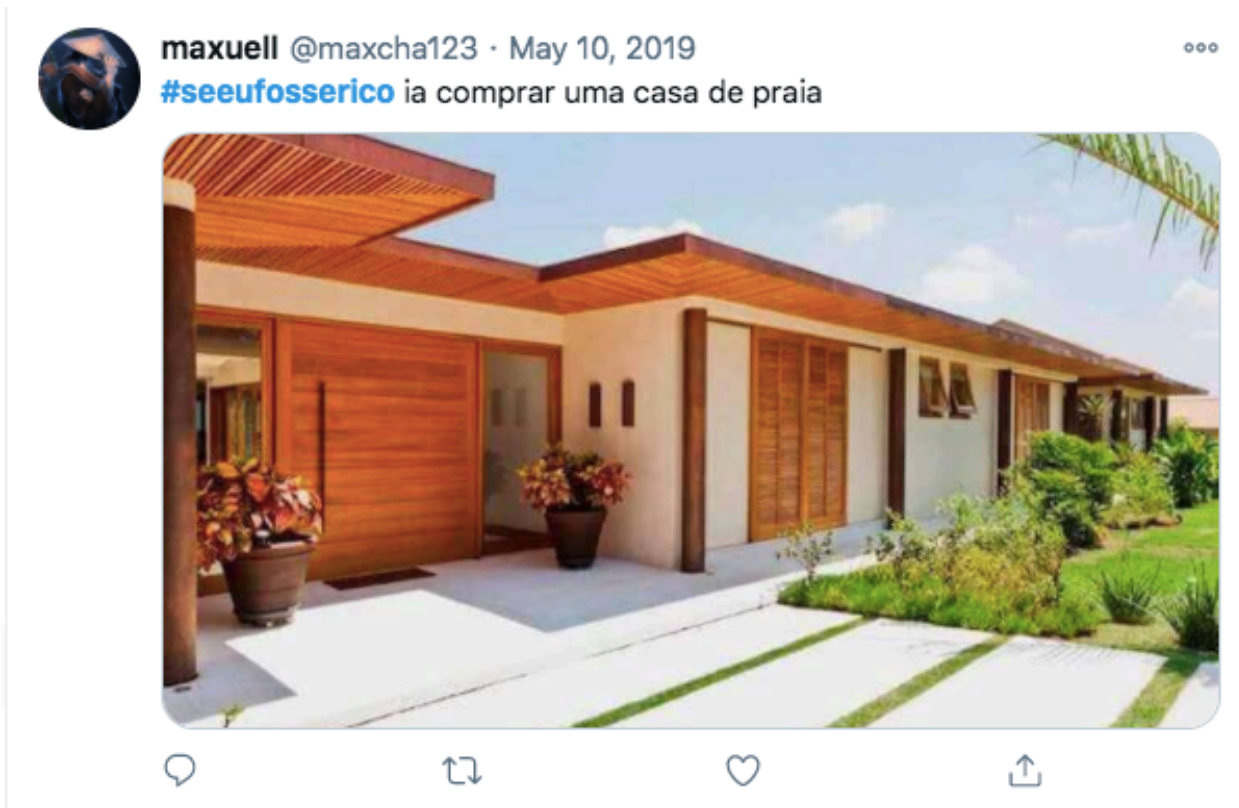 maxuell @maxcha123 · May 10, 2019
#seeufosserico ia comprar uma casa de praia